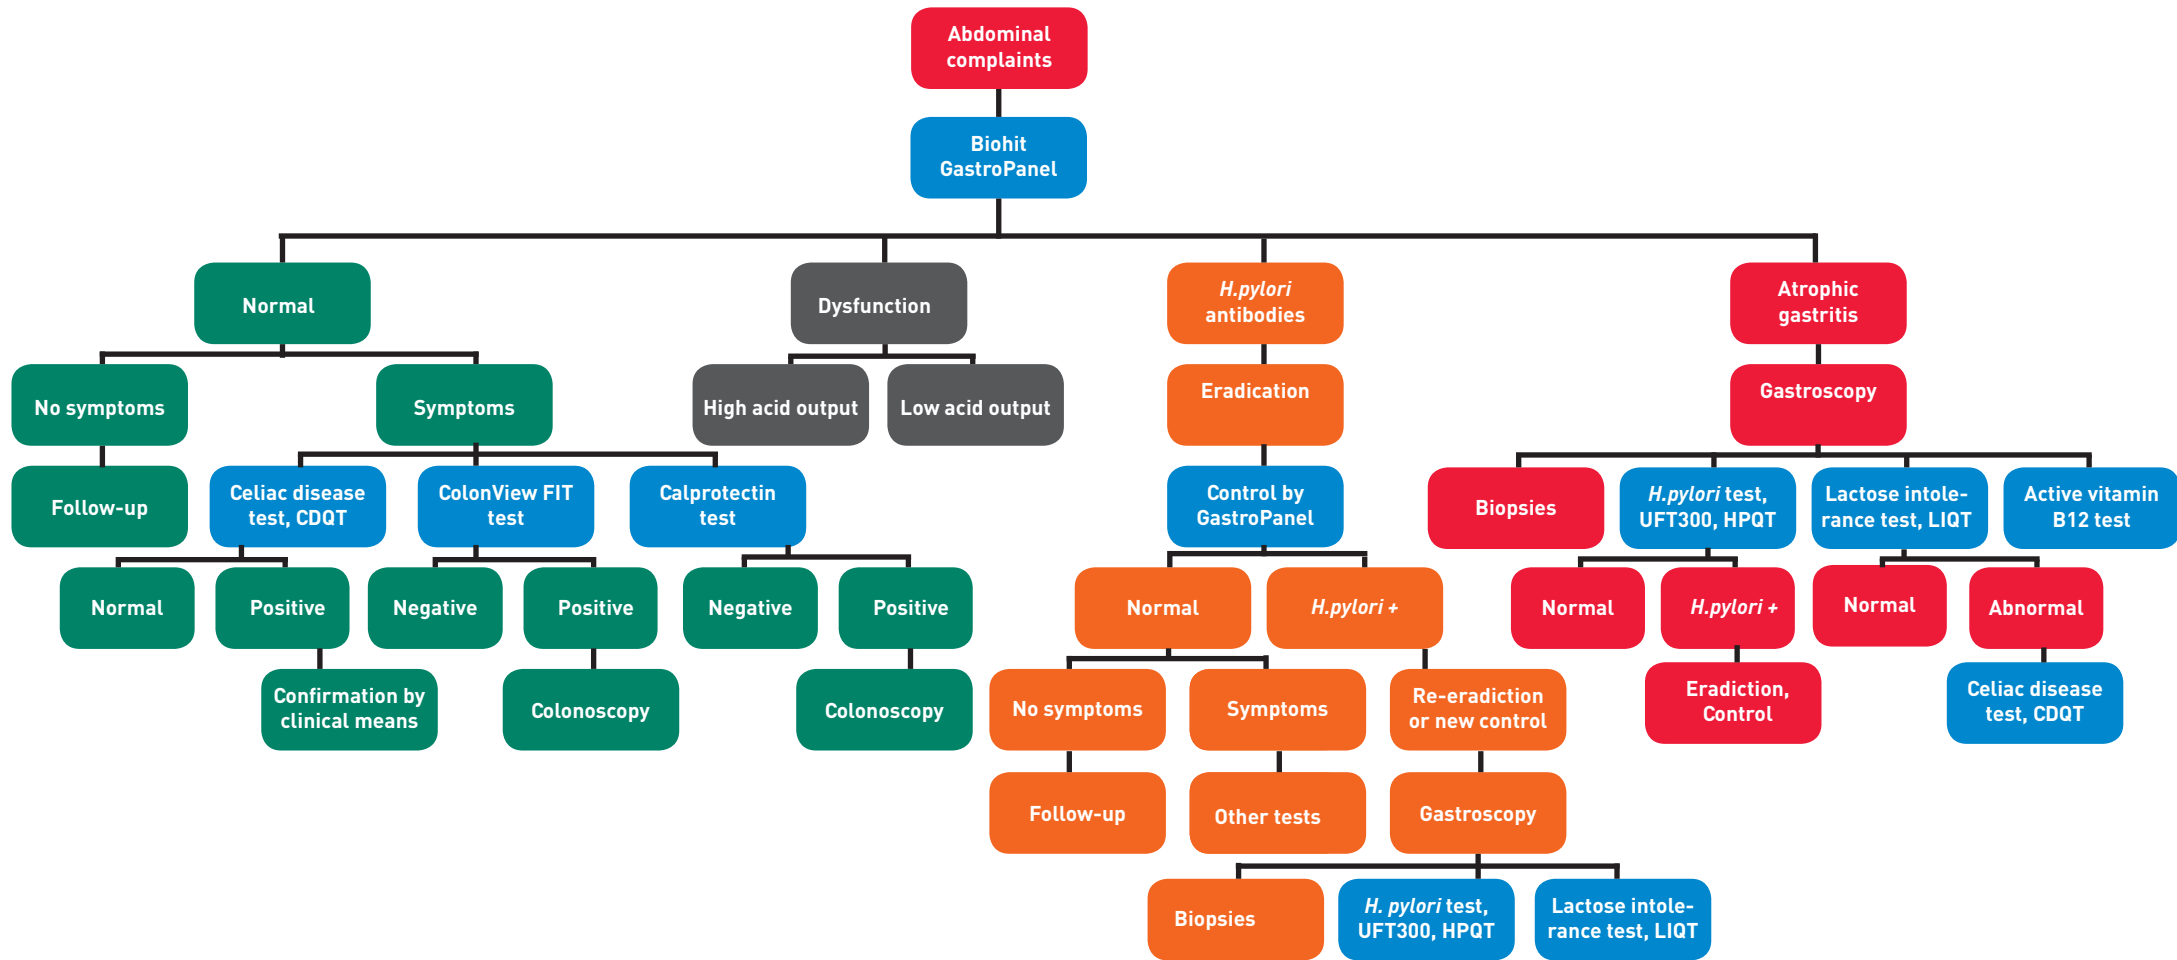 Abdominal
complaints
Biohit
GastroPanel
Normal
Dysfunction
H.pylori
antibodies
Atrophic
gastritis
No symptoms
Symptoms
High acid output
Low acid output
Eradication
Gastroscopy
Follow-up
Celiac disease
test, CDQT
ColonView FIT
test
Calprotectin
test
Control by
GastroPanel
Biopsies
H.pylori test,
UFT300, HPQT
Lactose intole-
rance test, LIQT
Active vitamin
B12 test
Normal
Positive
Negative
Positive
Negative
Positive
Normal
H.pylori +
Normal
H.pylori +
Normal
Abnormal
Confirmation by
clinical means
Colonoscopy
Colonoscopy
No symptoms
Symptoms
Re-eradiction
or new control
Eradiction,
Control
Celiac disease
test, CDQT
Follow-up
Other tests
Gastroscopy
Biopsies
H. pylori test,
UFT300, HPQT
Lactose intole-
rance test, LIQT